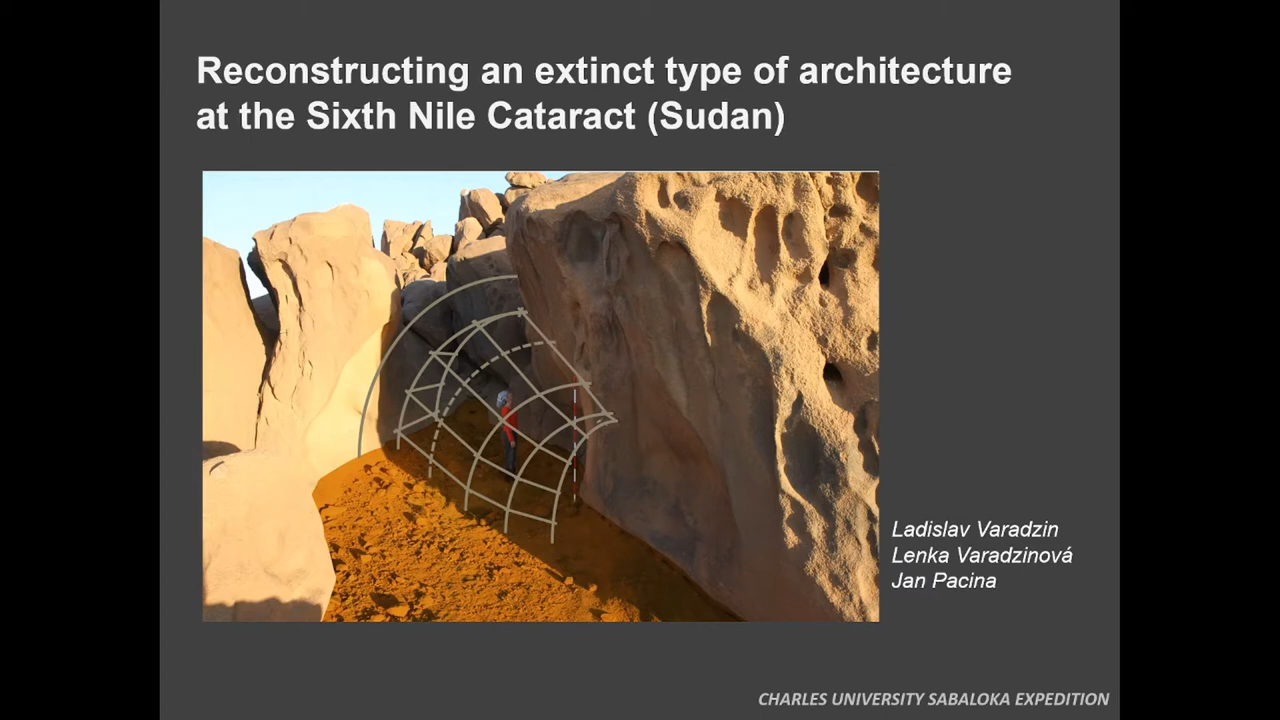 Reconstructing an extinct type of architecture
at the Sixth Nile Cataract (Sudan)
Ladislav Varadzin
Lenka Varadzinová
Jan Pacina
CHARLES UNIVERSITY SABALOKA EXPEDITION